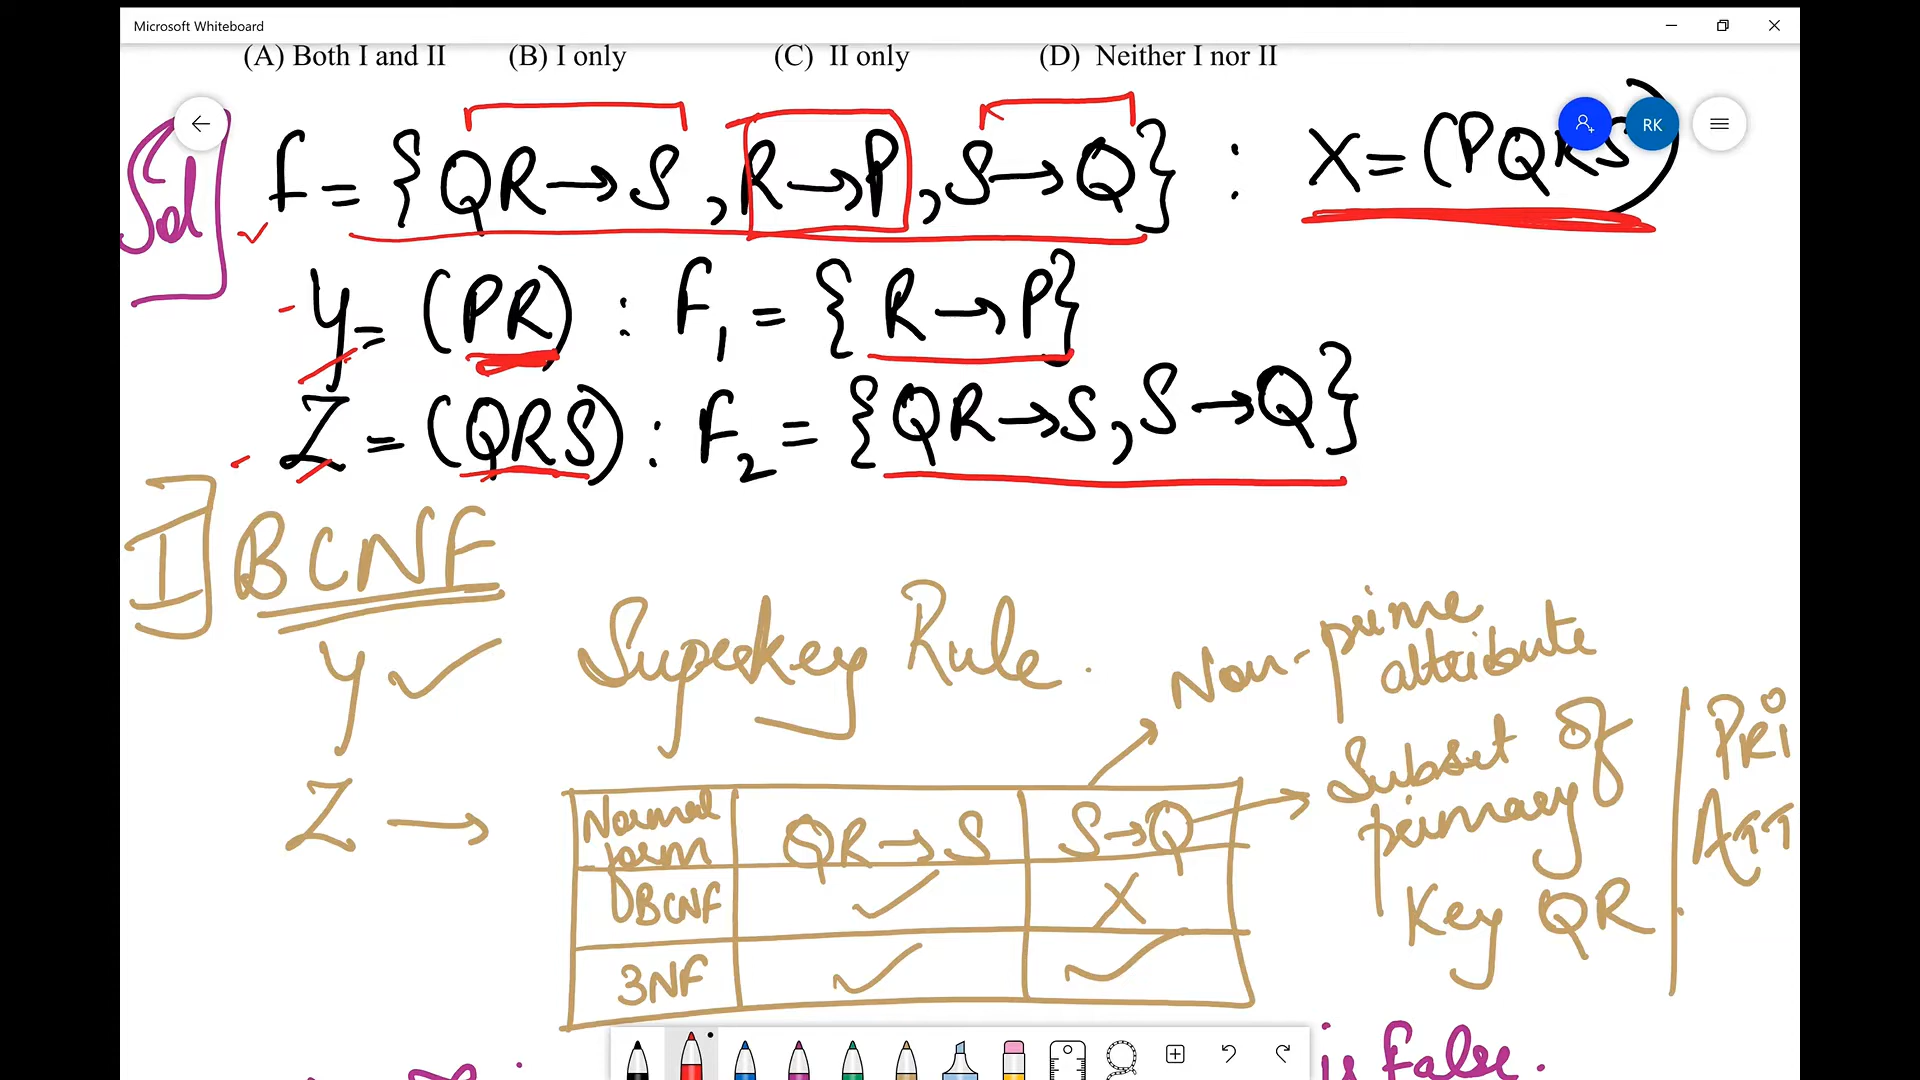 Microsoft Whiteboard
(A) Both I and II (B) I only (C) II only (D) Neither I nor II
Sol
f = {QR→S, R→P, S→Q} : X = (PQRS)
RK
Y = (PR) : F1 = {R→P}
Z = (QRS) : F2 = {QR→S, S→Q}
I] BCNF
Y ✓ Superkey Rule.
Non-prime
attribute
Z →
Normal form QR→S S→Q
BCNF ✓ X
3NF ✓ ✓
Subset of
primary
Key QR.
PRi
ATT
is false.